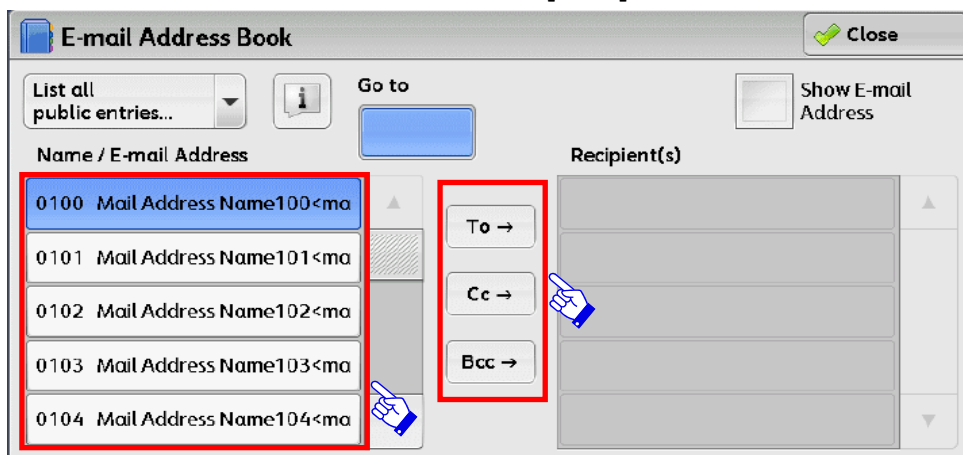 E-mail Address Book
Close
List all
public entries...
i
Go to
Show E-mail
Address
Name / E-mail Address
Recipient(s)
0100 Mail Address Name100<ma
0101 Mail Address Name101<ma
0102 Mail Address Name102<ma
0103 Mail Address Name103<ma
0104 Mail Address Name104<ma
To →
Cc →
Bcc →